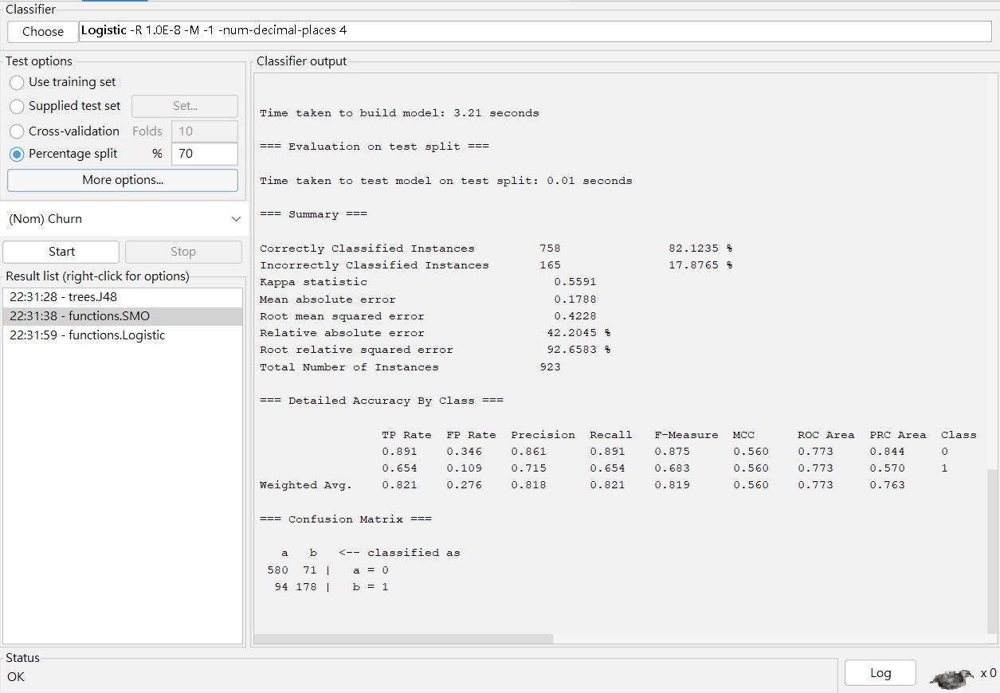 Classifier
Choose Logistic -R 1.0E-8 -M -1 -num-decimal-places 4
Test options
Use training set
Supplied test set Set...
Cross-validation Folds 10
Percentage split % 70
More options...
(Nom) Churn
Start Stop
Result list (right-click for options)
22:31:28 - trees.J48
22:31:38 - functions.SMO
22:31:59 - functions.Logistic
Classifier output
Time taken to build model: 3.21 seconds
=== Evaluation on test split ===
Time taken to test model on test split: 0.01 seconds
=== Summary ===
Correctly Classified Instances 758 82.1235 %
Incorrectly Classified Instances 165 17.8765 %
Kappa statistic 0.5591
Mean absolute error 0.1788
Root mean squared error 0.4228
Relative absolute error 42.2045 %
Root relative squared error 92.6583 %
Total Number of Instances 923
=== Detailed Accuracy By Class ===
TP Rate FP Rate Precision Recall F-Measure MCC ROC Area PRC Area Class
0.891 0.346 0.861 0.891 0.875 0.560 0.773 0.844 0
0.654 0.109 0.715 0.654 0.683 0.560 0.773 0.570 1
Weighted Avg. 0.821 0.276 0.818 0.821 0.819 0.560 0.773 0.763
=== Confusion Matrix ===
a b <-- classified as
580 71 | a = 0
94 178 | b = 1
Status
OK
Log x 0